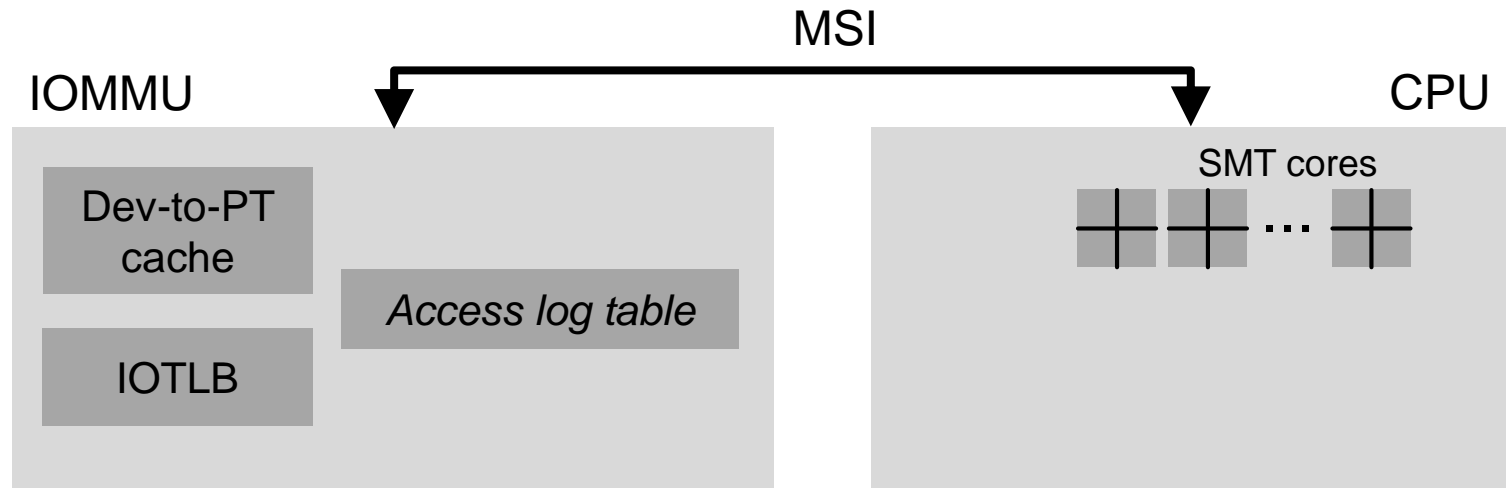 MSI
IOMMU
CPU
Dev-to-PT
cache
IOTLB
Access log table
SMT cores
...